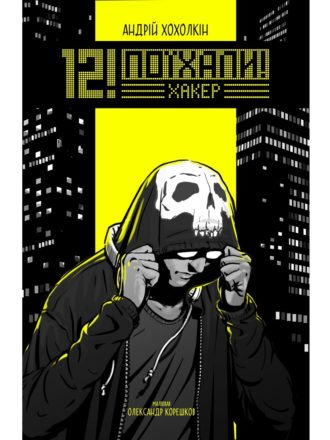 АНДРІЙ ХОХОЛКІН
12! ПОЇХАЛИ!
ХАКЕР
МАЛЮВАВ
ОЛЕКСАНДР КОРЕШКОВ